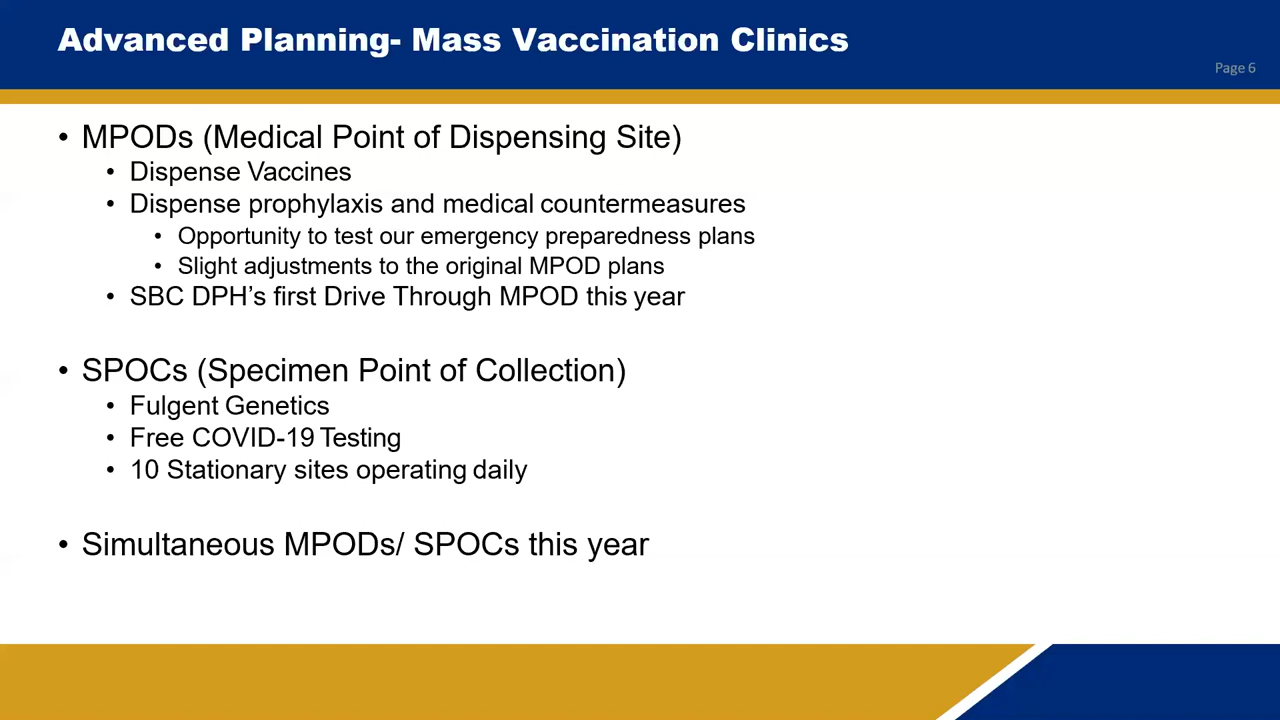 Advanced Planning- Mass Vaccination Clinics
Page 6
• MPODs (Medical Point of Dispensing Site)
• Dispense Vaccines
• Dispense prophylaxis and medical countermeasures
• Opportunity to test our emergency preparedness plans
• Slight adjustments to the original MPOD plans
• SBC DPH’s first Drive Through MPOD this year
• SPOCs (Specimen Point of Collection)
• Fulgent Genetics
• Free COVID-19 Testing
• 10 Stationary sites operating daily
• Simultaneous MPODs/ SPOCs this year